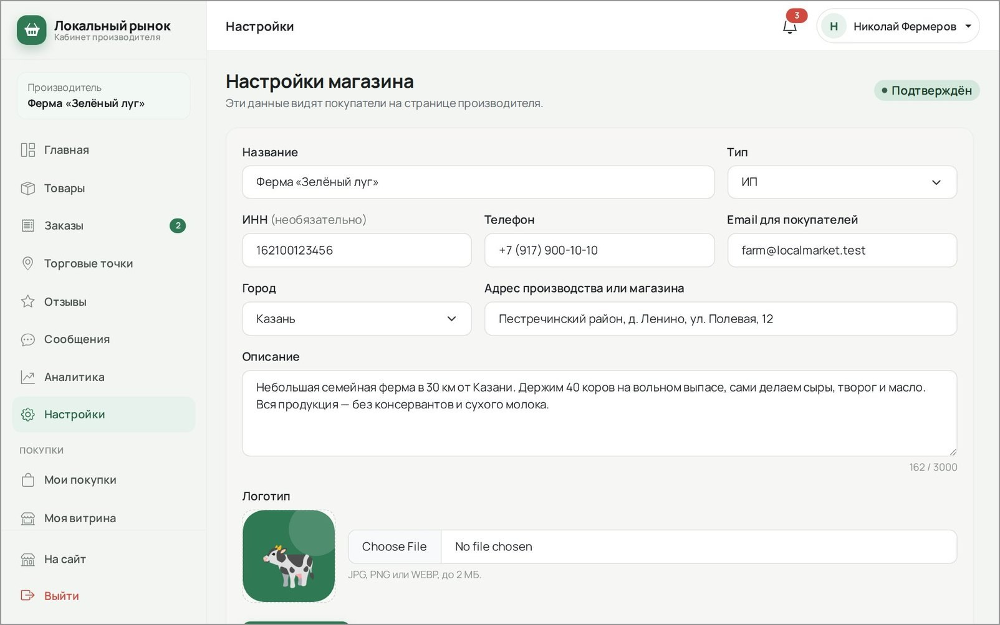 Локальный рынок
Кабинет производителя
Производитель
Ферма «Зелёный луг»
Главная
Товары
Заказы 2
Торговые точки
Отзывы
Сообщения
Аналитика
Настройки
ПОКУПКИ
Мои покупки
Моя витрина
На сайт
Выйти
Настройки
3
Н Николай Фермеров
Настройки магазина
Эти данные видят покупатели на странице производителя.
Подтверждён
Название
Ферма «Зелёный луг»
Тип
ИП
ИНН (необязательно)
162100123456
Телефон
+7 (917) 900-10-10
Email для покупателей
farm@localmarket.test
Город
Казань
Адрес производства или магазина
Пестречинский район, д. Ленино, ул. Полевая, 12
Описание
Небольшая семейная ферма в 30 км от Казани. Держим 40 коров на вольном выпасе, сами делаем сыры, творог и масло.
Вся продукция — без консервантов и сухого молока.
162 / 3000
Логотип
Choose File No file chosen
JPG, PNG или WEBP, до 2 МБ.